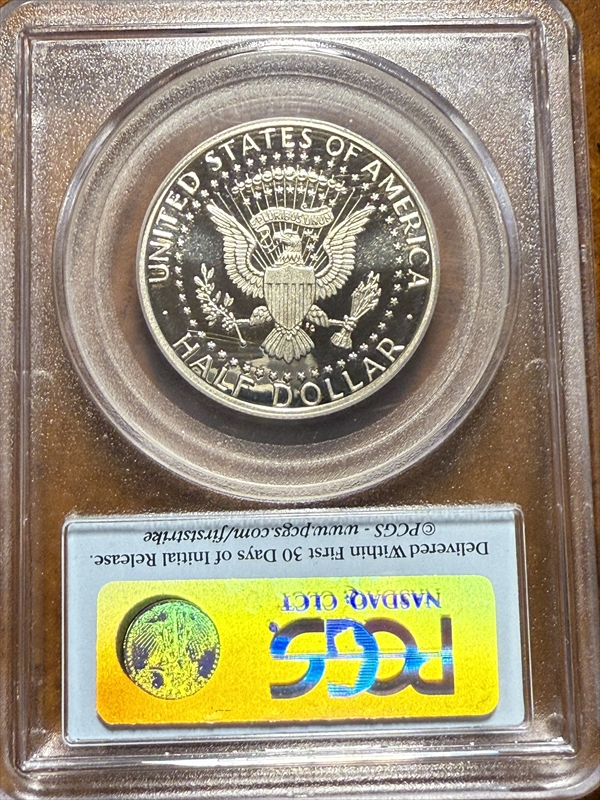 UNITED STATES OF AMERICA
E PLURIBUS UNUM
· HALF DOLLAR ·
PCGS
NASDAQ: CLCT
Delivered Within First 30 Days of Initial Release.
©PCGS - www.pcgs.com/firststrike